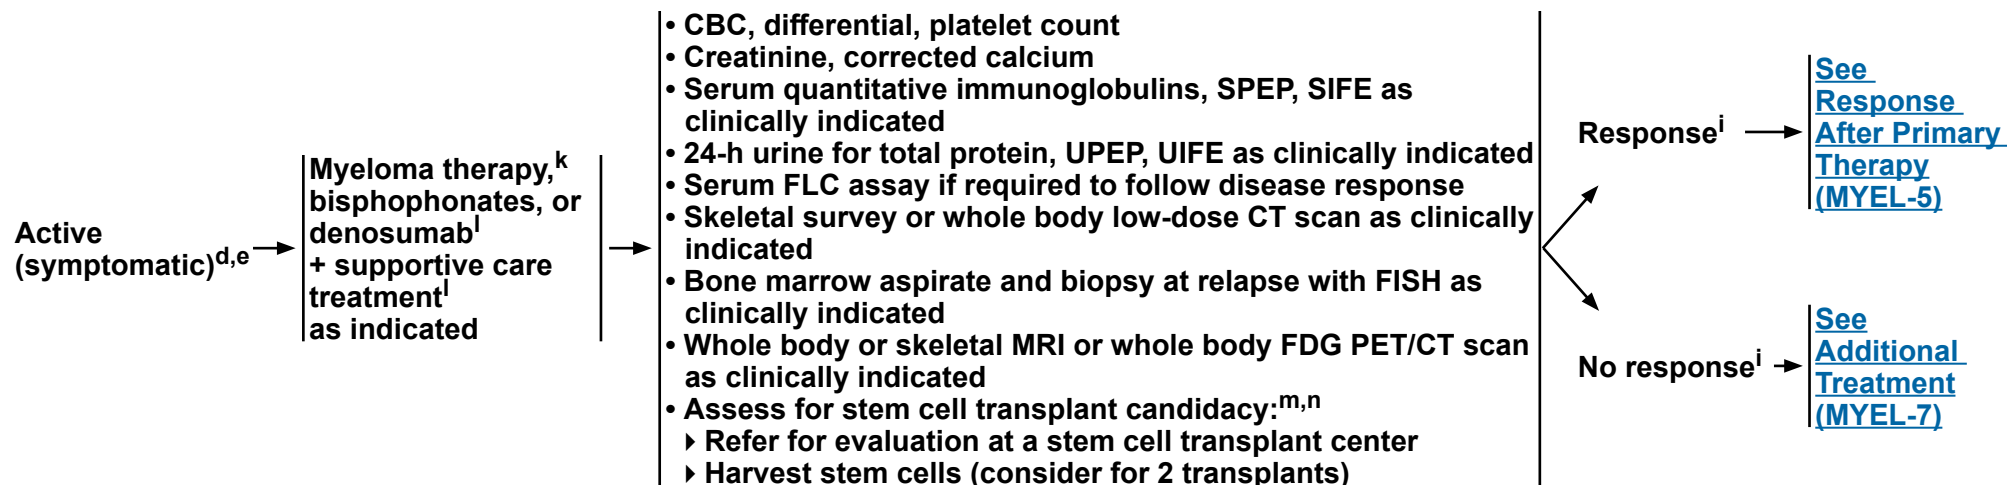 Active
(symptomatic)d,e
Myeloma therapy,k
bisphophonates, or
denosumabl
+ supportive care
treatmentl
as indicated
• CBC, differential, platelet count
• Creatinine, corrected calcium
• Serum quantitative immunoglobulins, SPEP, SIFE as
clinically indicated
• 24-h urine for total protein, UPEP, UIFE as clinically indicated
• Serum FLC assay if required to follow disease response
• Skeletal survey or whole body low-dose CT scan as clinically
indicated
• Bone marrow aspirate and biopsy at relapse with FISH as
clinically indicated
• Whole body or skeletal MRI or whole body FDG PET/CT scan
as clinically indicated
• Assess for stem cell transplant candidacy:m,n
▸ Refer for evaluation at a stem cell transplant center
▸ Harvest stem cells (consider for 2 transplants)
Responsei
See
Response
After Primary
Therapy
(MYEL-5)
No responsei
See
Additional
Treatment
(MYEL-7)